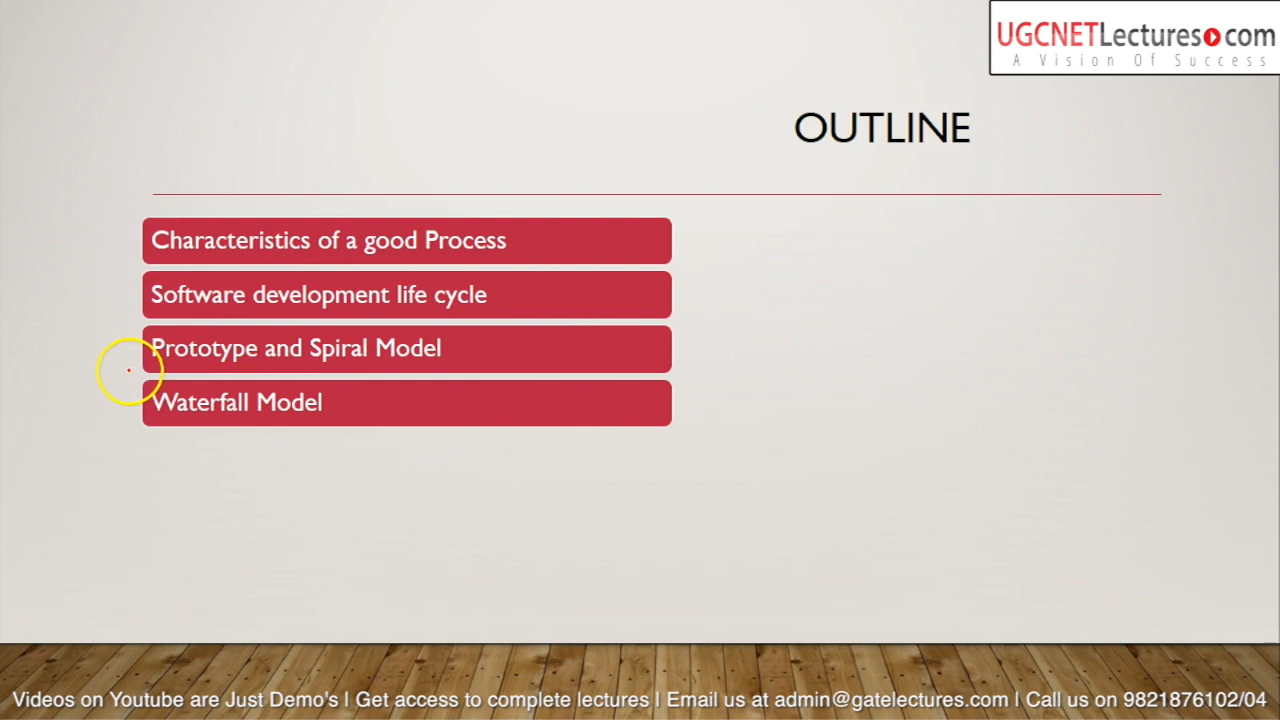 UGCNETLectures.com
A Vision Of Success
OUTLINE
Characteristics of a good Process
Software development life cycle
Prototype and Spiral Model
Waterfall Model
Videos on Youtube are Just Demo's | Get access to complete lectures | Email us at admin@gatelectures.com | Call us on 9821876102/04